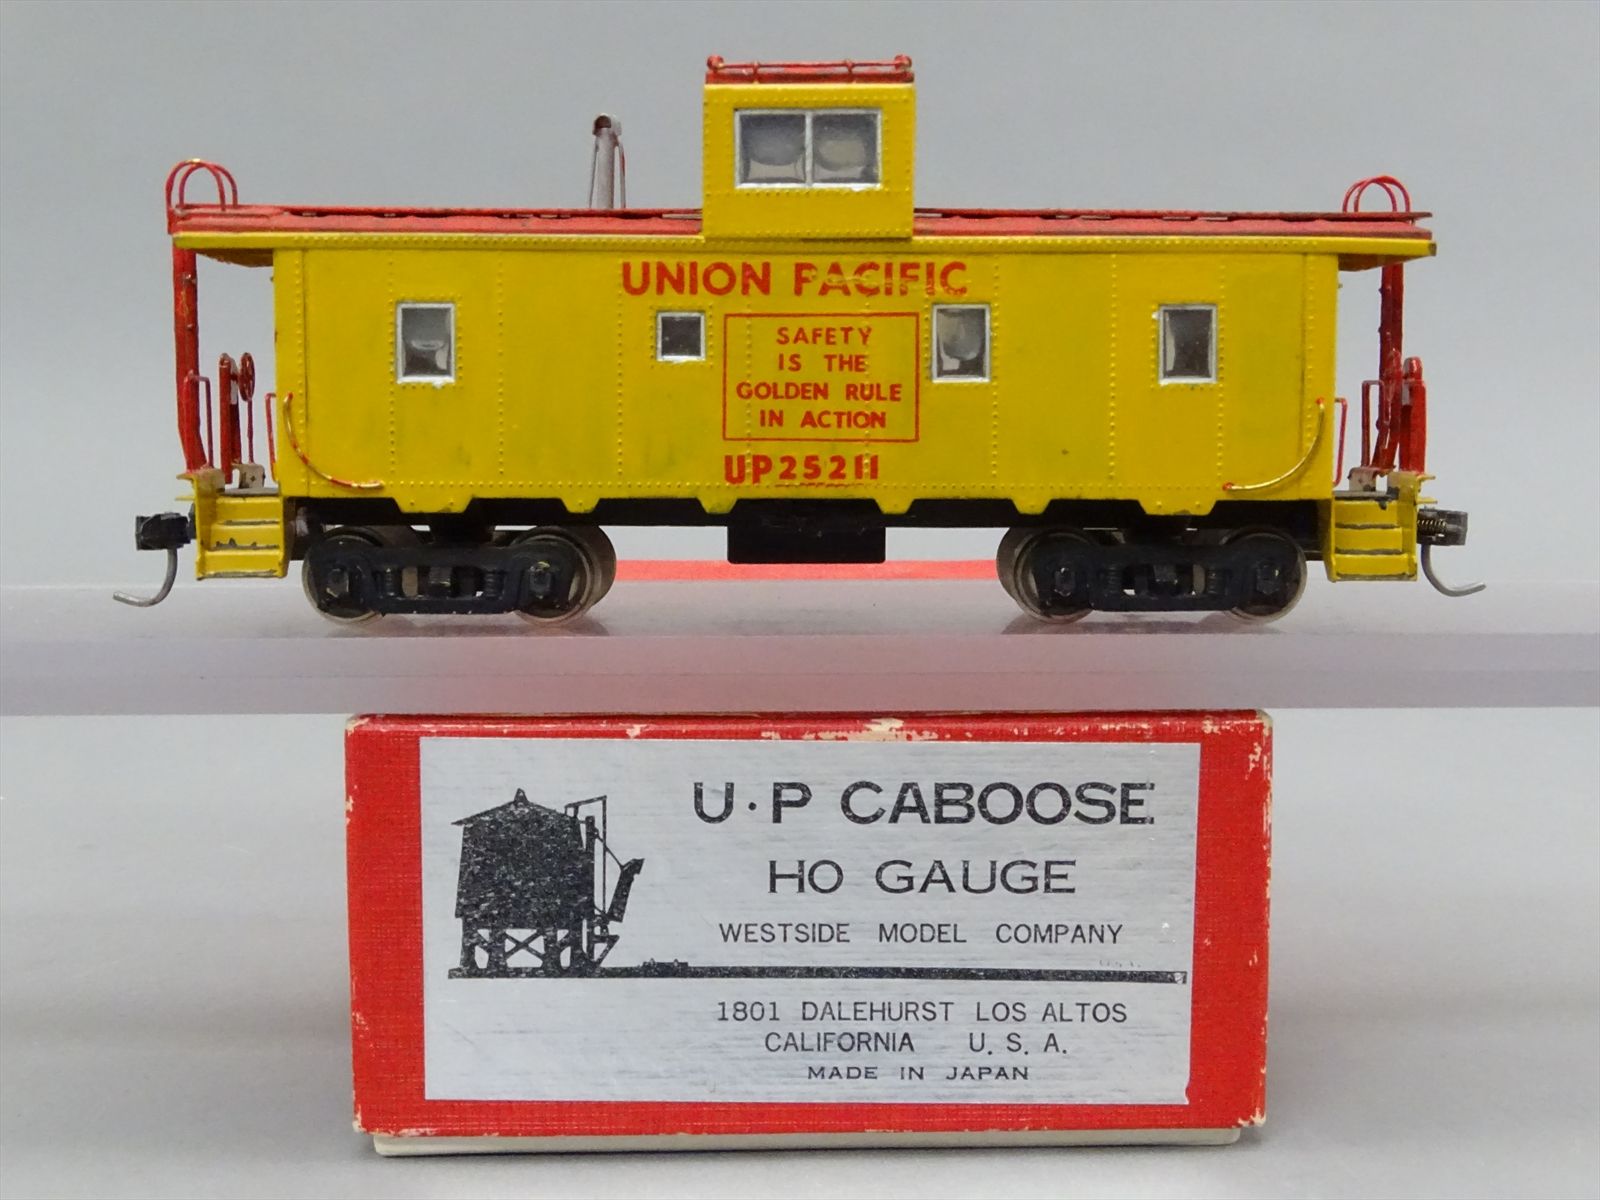 UNION PACIFIC
SAFETY
IS THE
GOLDEN RULE
IN ACTION
UP25211
U·P CABOOSE
HO GAUGE
WESTSIDE MODEL COMPANY
U.S.A.
1801 DALEHURST LOS ALTOS
CALIFORNIA U. S. A.
MADE IN JAPAN